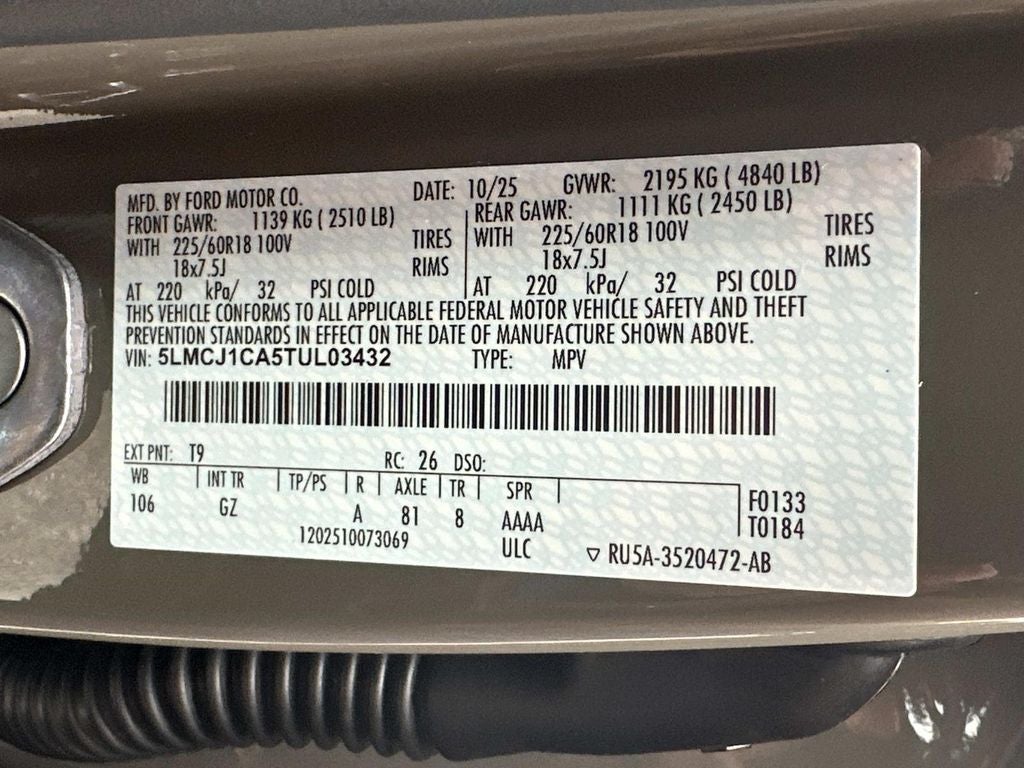 MFD. BY FORD MOTOR CO. DATE: 10/25 GVWR: 2195 KG ( 4840 LB)
FRONT GAWR: 1139 KG ( 2510 LB) REAR GAWR: 1111 KG ( 2450 LB)
WITH 225/60R18 100V TIRES WITH 225/60R18 100V TIRES
18x7.5J RIMS 18x7.5J RIMS
AT 220 kPa/ 32 PSI COLD AT 220 kPa/ 32 PSI COLD
THIS VEHICLE CONFORMS TO ALL APPLICABLE FEDERAL MOTOR VEHICLE SAFETY AND THEFT
PREVENTION STANDARDS IN EFFECT ON THE DATE OF MANUFACTURE SHOWN ABOVE.
VIN: 5LMCJ1CA5TUL03432 TYPE: MPV
EXT PNT: T9 RC: 26 DSO:
WB INT TR TP/PS R AXLE TR SPR
106 GZ A 81 8 AAAA F0133
1202510073069 ULC T0184
▽ RU5A-3520472-AB